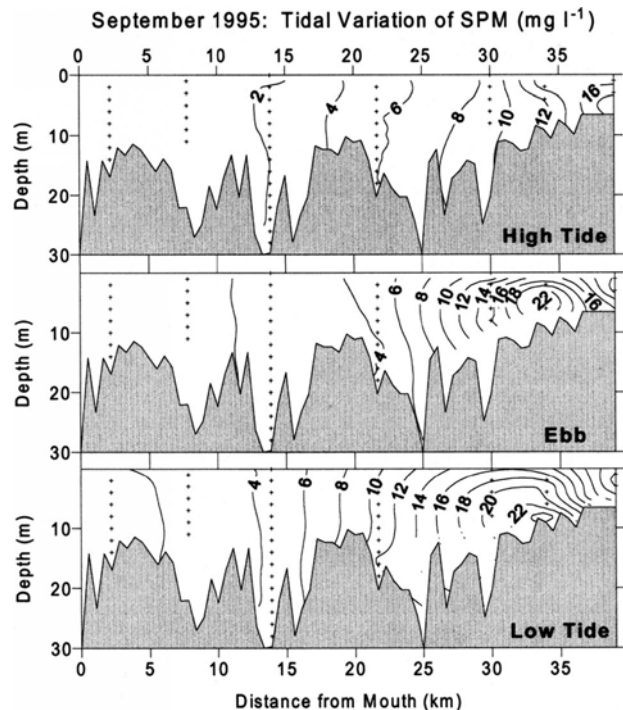 September 1995: Tidal Variation of SPM (mg l-1)
0 5 10 15 20 25 30 35
0
10
20
30
Depth (m)
2 4 6 8 10 12 16
High Tide
10
20
30
Depth (m)
4 6 8 10 12 14 16 18 22 16
Ebb
10
20
30
Depth (m)
4 6 8 10 12 14 16 18 20 22
Low Tide
0 5 10 15 20 25 30 35
Distance from Mouth (km)